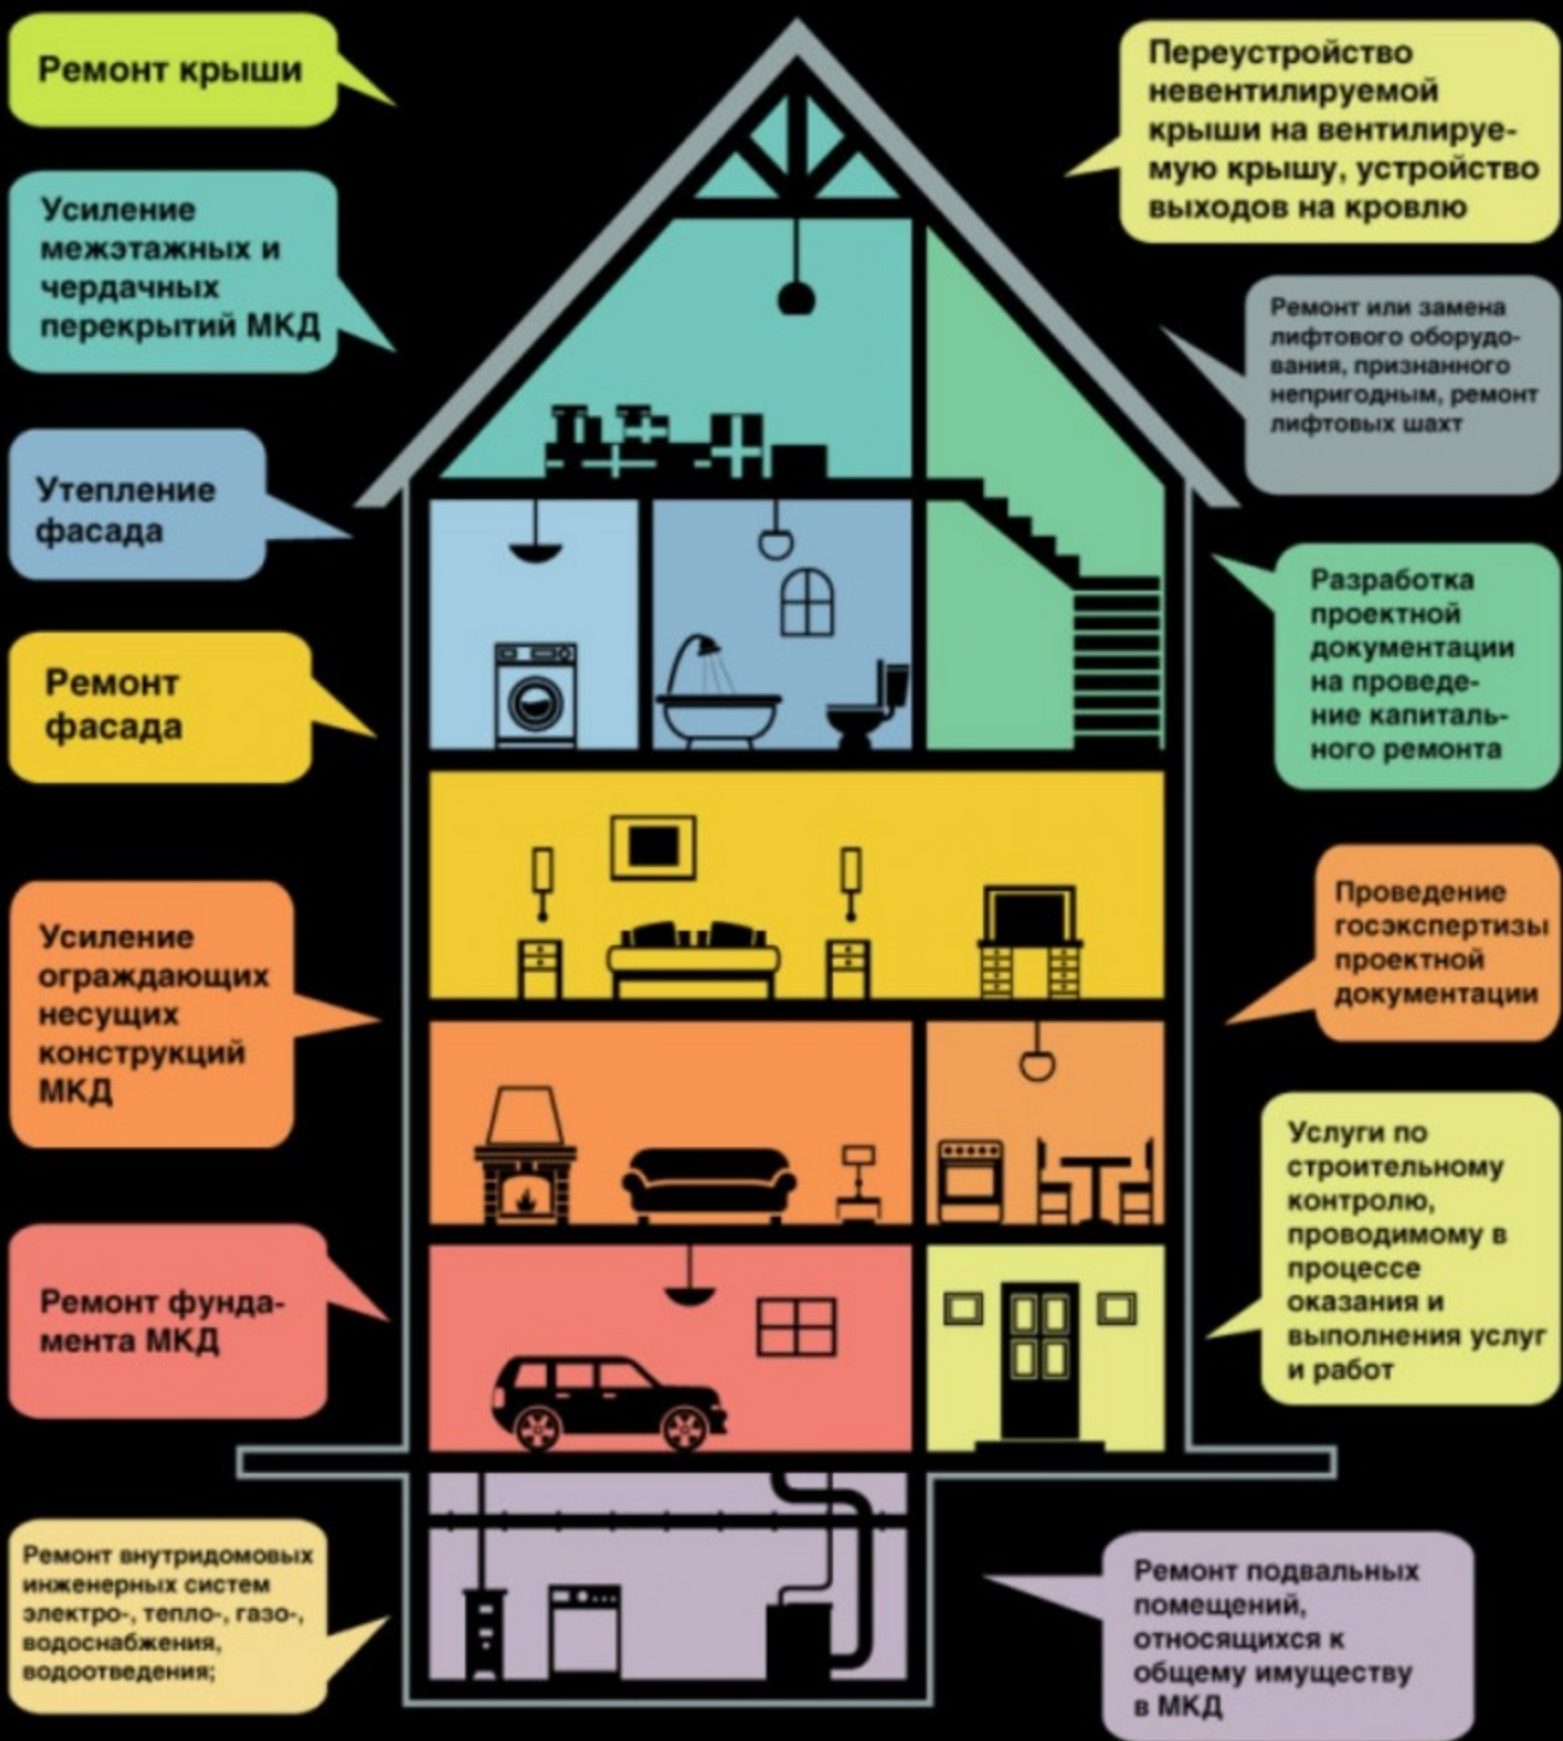 Ремонт крыши
Усиление
межэтажных и
чердачных
перекрытий МКД
Утепление
фасада
Ремонт
фасада
Усиление
ограждающих
несущих
конструкций
МКД
Ремонт фунда-
мента МКД
Ремонт внутридомовых
инженерных систем
электро-, тепло-, газо-,
водоснабжения,
водоотведения;
Переустройство
невентилируемой
крыши на вентилируе-
мую крышу, устройство
выходов на кровлю
Ремонт или замена
лифтового оборудо-
вания, признанного
непригодным, ремонт
лифтовых шахт
Разработка
проектной
документации
на проведе-
ние капиталь-
ного ремонта
Проведение
госэкспертизы
проектной
документации
Услуги по
строительному
контролю,
проводимому в
процессе
оказания и
выполнения услуг
и работ
Ремонт подвальных
помещений,
относящихся к
общему имуществу
в МКД